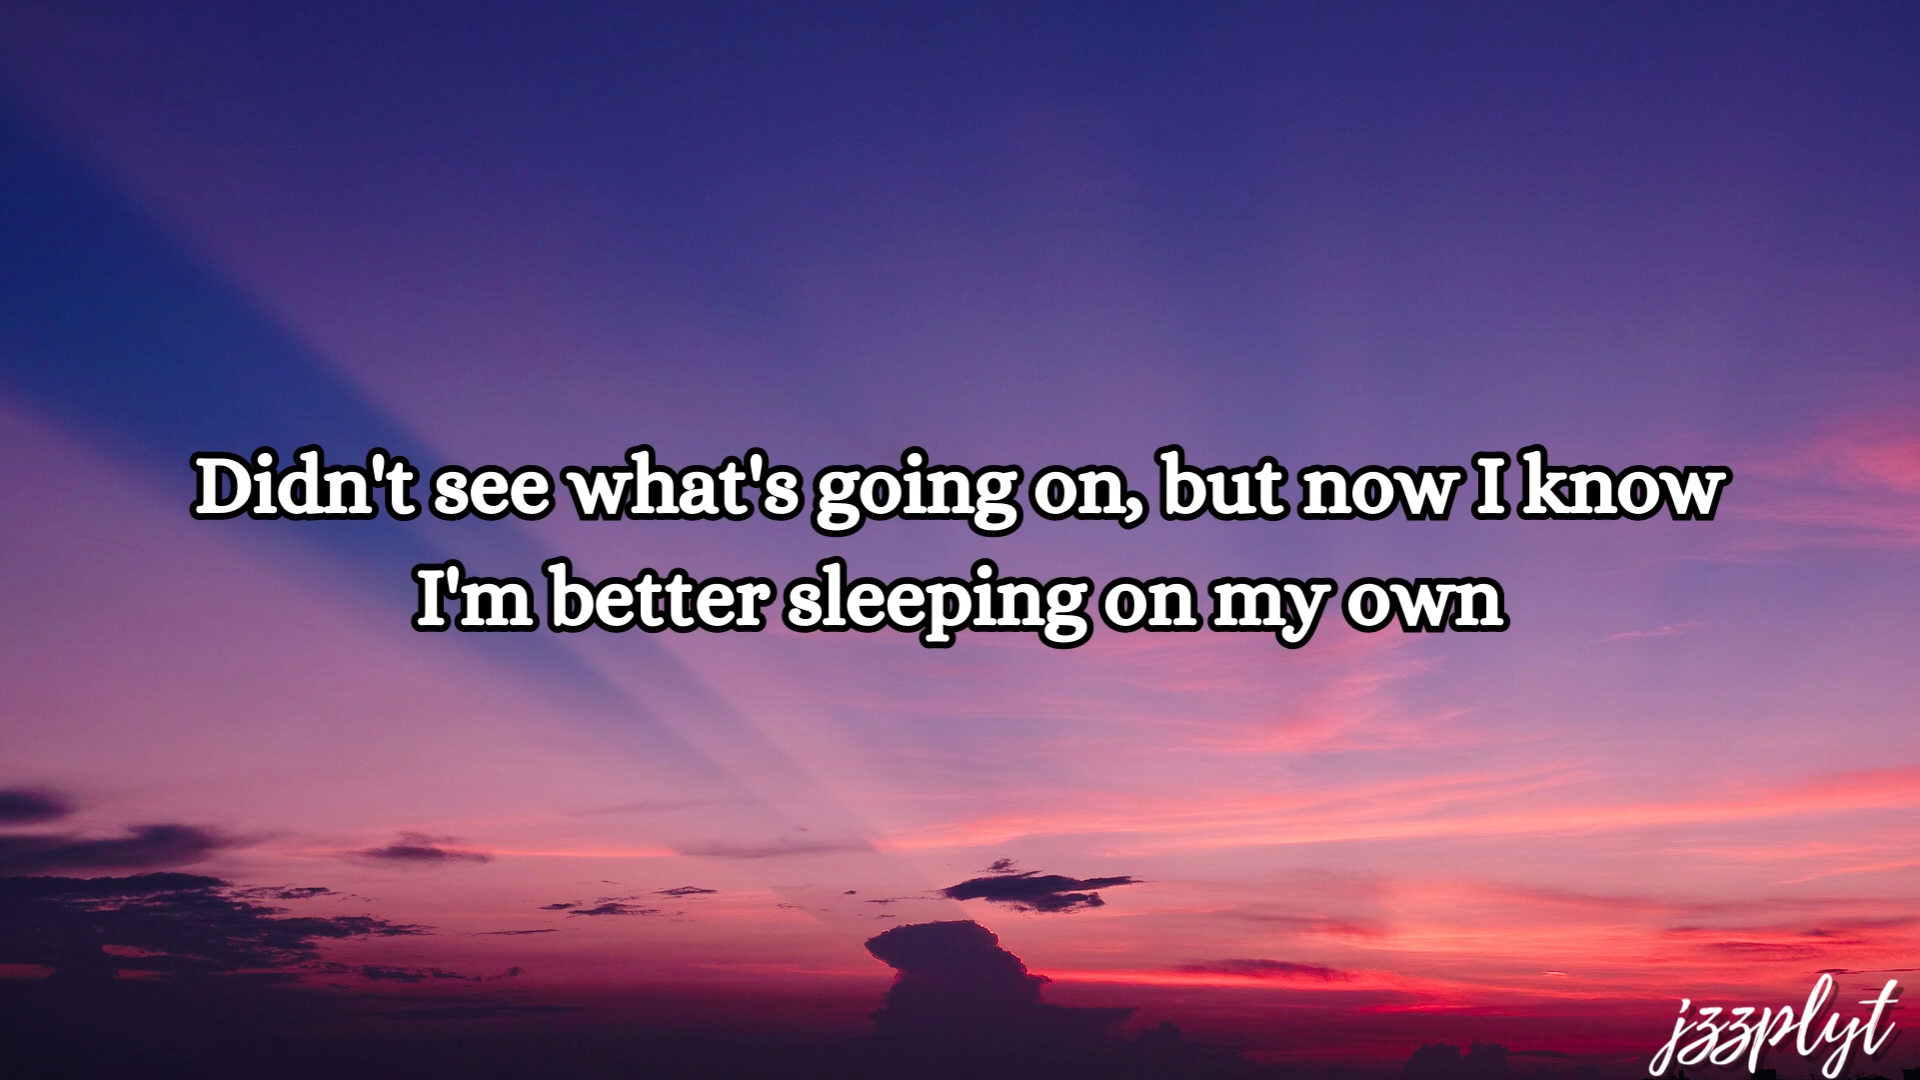 Didn't see what's going on, but now I know
I'm better sleeping on my own
jzzplyt